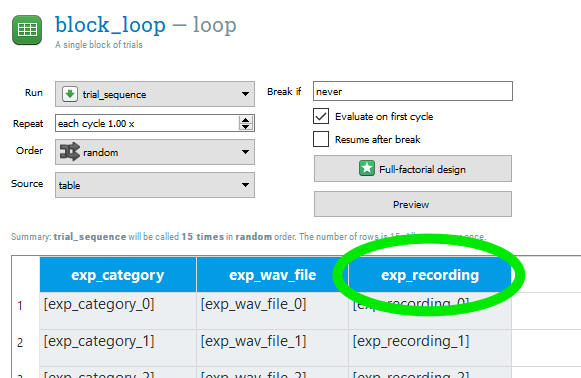 block_loop – loop
A single block of trials
Run trial_sequence Break if never
Evaluate on first cycle
Repeat each cycle 1.00 x
Resume after break
Order random
Full-factorial design
Source table
Preview
Summary: trial_sequence will be called 15 times in random order. The number of rows is 15.
exp_category exp_wav_file exp_recording
1 [exp_category_0] [exp_wav_file_0] [exp_recording_0]
2 [exp_category_1] [exp_wav_file_1] [exp_recording_1]
[exp_category_2] [exp_wav_file_2] [exp_recording_2]